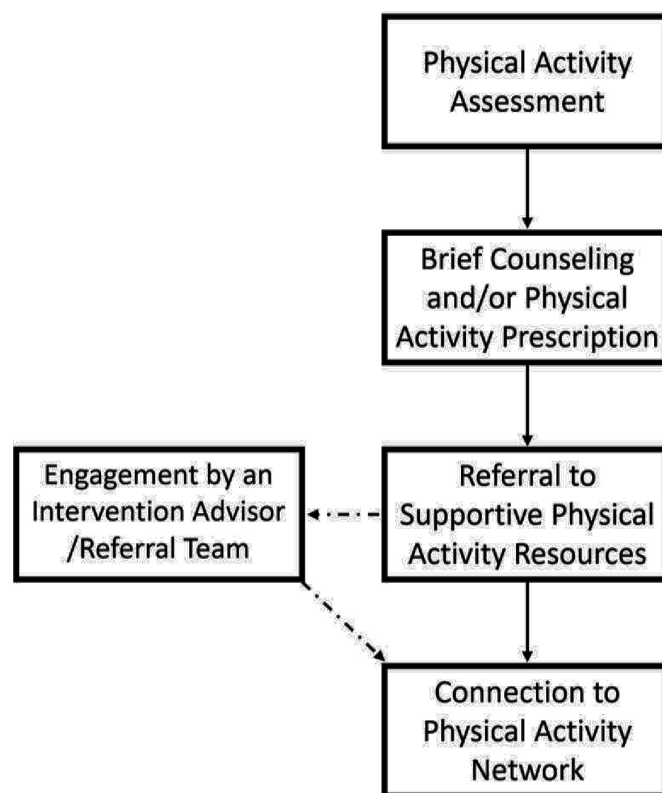 Physical Activity
Assessment
Brief Counseling
and/or Physical
Activity Prescription
Engagement by an
Intervention Advisor
/Referral Team
Referral to
Supportive Physical
Activity Resources
Connection to
Physical Activity
Network